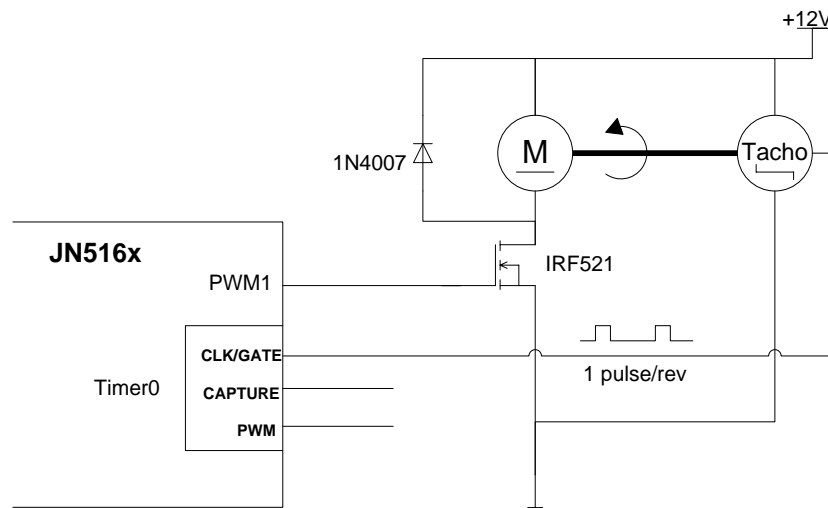 +12V
M
Tacho
1N4007
JN516x
IRF521
PWM1
CLK/GATE
1 pulse/rev
Timer0
CAPTURE
PWM